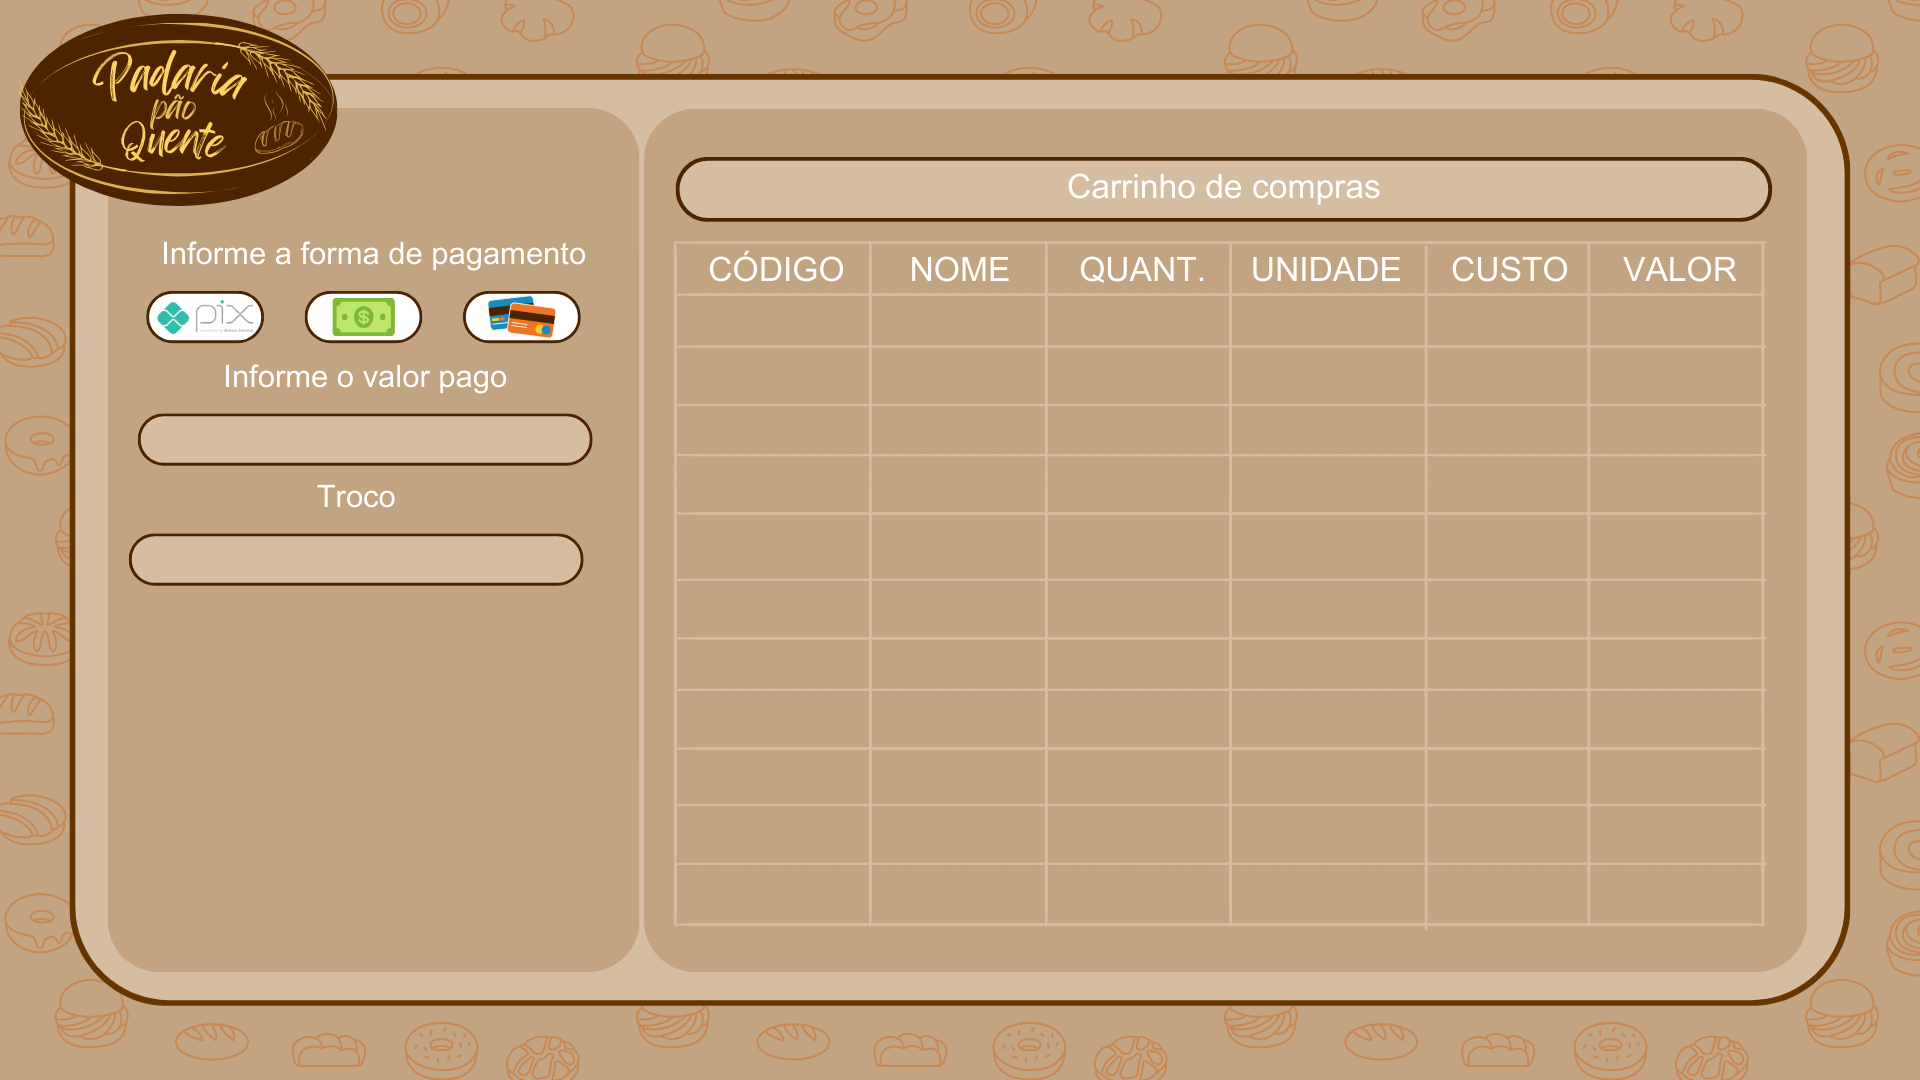 Padaria
pão
Quente
Informe a forma de pagamento
pix
Informe o valor pago
Troco
Carrinho de compras
CÓDIGO NOME QUANT. UNIDADE CUSTO VALOR